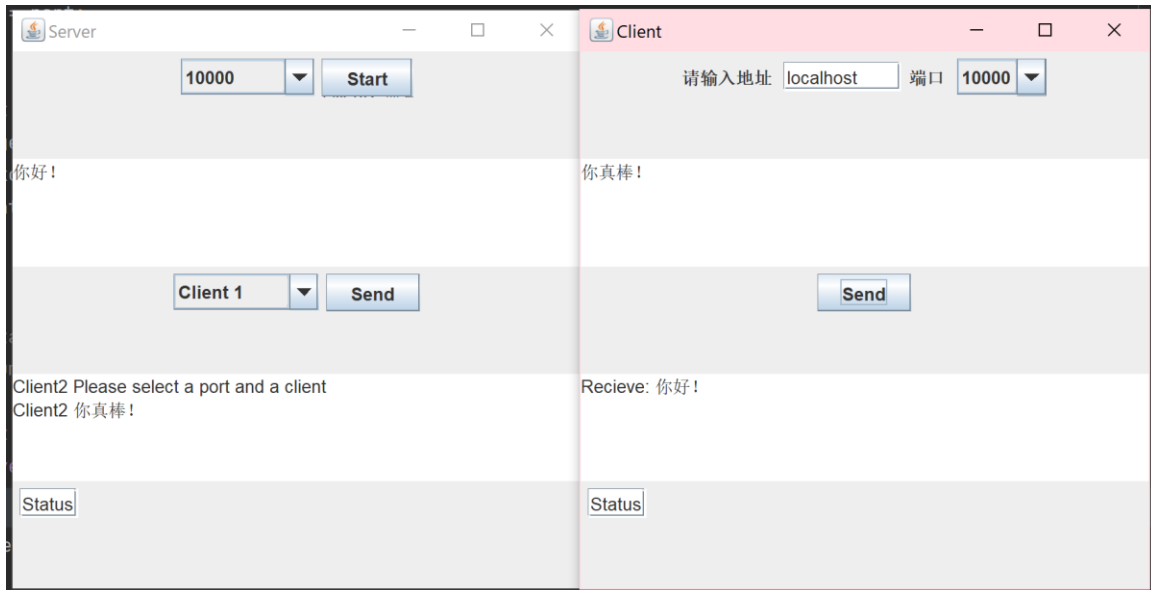 Server
10000 Start
你好！
Client 1 Send
Client2 Please select a port and a client
Client2 你真棒！
Status
Client
请输入地址 localhost 端口 10000
你真棒！
Send
Recieve: 你好！
Status